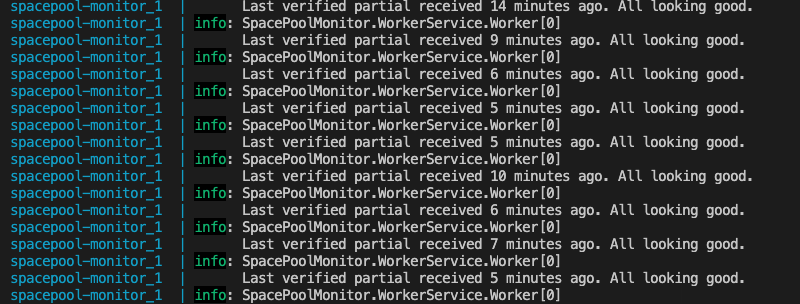 spacepool-monitor_1  |       Last verified partial received 14 minutes ago. All looking good.
spacepool-monitor_1  | info: SpacePoolMonitor.WorkerService.Worker[0]
spacepool-monitor_1  |       Last verified partial received 9 minutes ago. All looking good.
spacepool-monitor_1  | info: SpacePoolMonitor.WorkerService.Worker[0]
spacepool-monitor_1  |       Last verified partial received 6 minutes ago. All looking good.
spacepool-monitor_1  | info: SpacePoolMonitor.WorkerService.Worker[0]
spacepool-monitor_1  |       Last verified partial received 5 minutes ago. All looking good.
spacepool-monitor_1  | info: SpacePoolMonitor.WorkerService.Worker[0]
spacepool-monitor_1  |       Last verified partial received 5 minutes ago. All looking good.
spacepool-monitor_1  | info: SpacePoolMonitor.WorkerService.Worker[0]
spacepool-monitor_1  |       Last verified partial received 10 minutes ago. All looking good.
spacepool-monitor_1  | info: SpacePoolMonitor.WorkerService.Worker[0]
spacepool-monitor_1  |       Last verified partial received 6 minutes ago. All looking good.
spacepool-monitor_1  | info: SpacePoolMonitor.WorkerService.Worker[0]
spacepool-monitor_1  |       Last verified partial received 7 minutes ago. All looking good.
spacepool-monitor_1  | info: SpacePoolMonitor.WorkerService.Worker[0]
spacepool-monitor_1  |       Last verified partial received 5 minutes ago. All looking good.
spacepool-monitor_1  | info: SpacePoolMonitor.WorkerService.Worker[0]